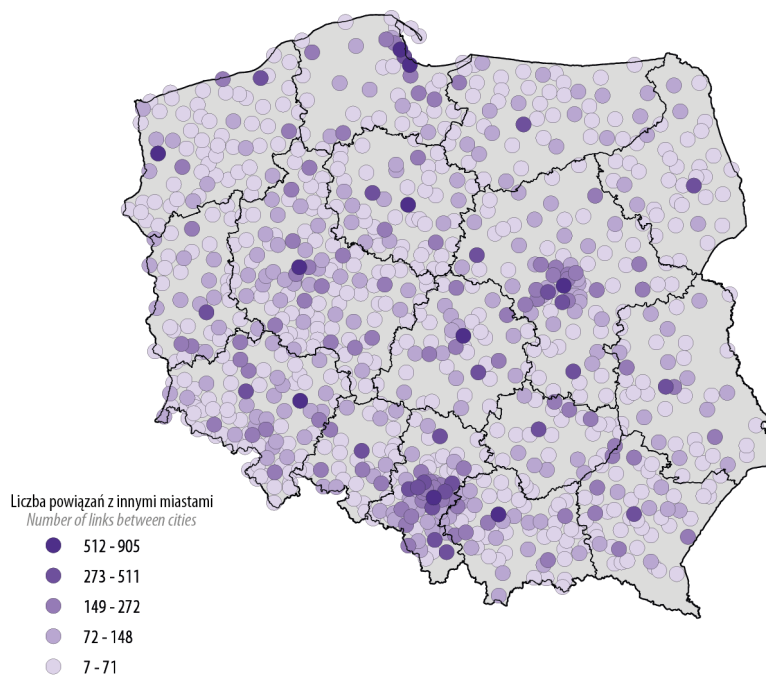 Liczba powiązań z innymi miastami
Number of links between cities
512 - 905
273 - 511
149 - 272
72 - 148
7 - 71